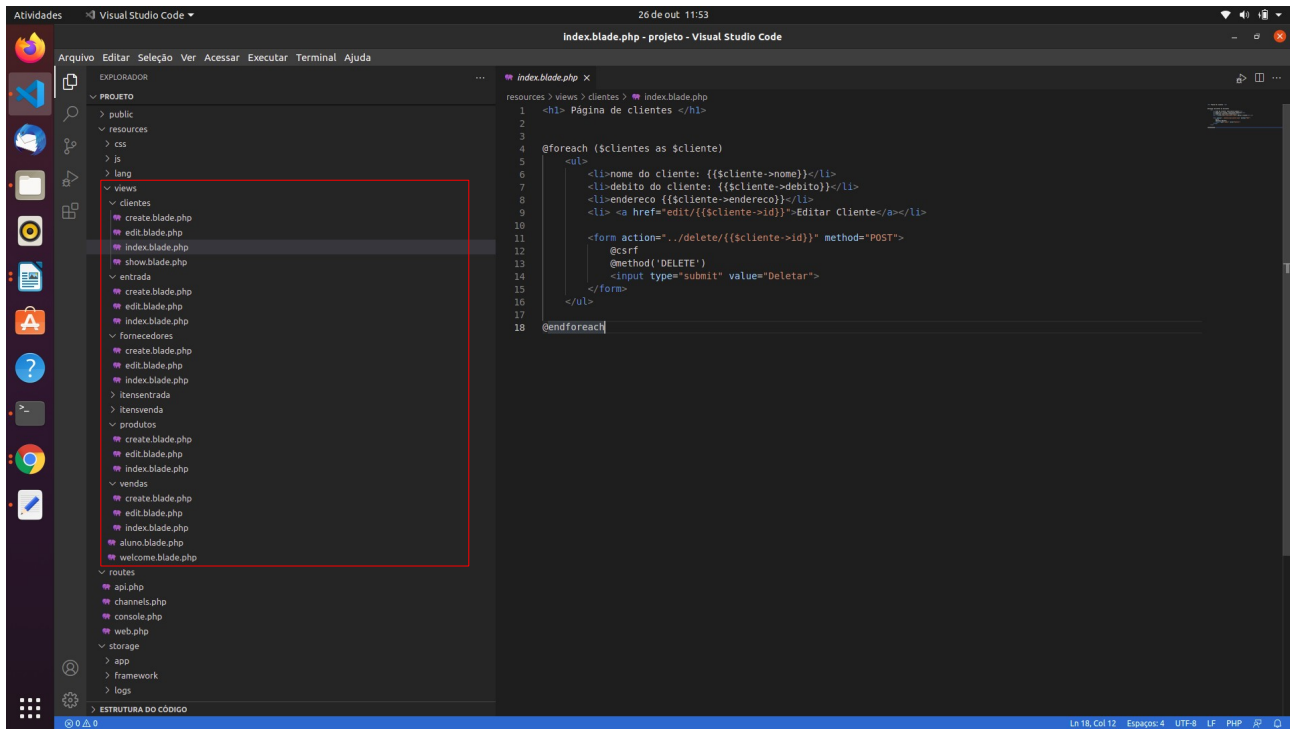 Atividades Visual Studio Code 26 de out 11:53
index.blade.php - projeto - Visual Studio Code
Arquivo Editar Seleção Ver Acessar Executar Terminal Ajuda
EXPLORADOR
PROJETO
public
resources
css
js
lang
views
clientes
create.blade.php
edit.blade.php
index.blade.php
show.blade.php
entrada
create.blade.php
edit.blade.php
index.blade.php
fornecedores
create.blade.php
edit.blade.php
index.blade.php
itensentrada
itensvenda
produtos
create.blade.php
edit.blade.php
index.blade.php
vendas
create.blade.php
edit.blade.php
index.blade.php
aluno.blade.php
welcome.blade.php
routes
api.php
channels.php
console.php
web.php
storage
app
framework
logs
ESTRUTURA DO CÓDIGO
index.blade.php
resources > views > clientes > index.blade.php
1 <h1> Página de clientes </h1>
2
3
4 @foreach ($clientes as $cliente)
5 <ul>
6 <li>nome do cliente: {{$cliente->nome}}</li>
7 <li>debito do cliente: {{$cliente->debito}}</li>
8 <li>endereco {{$cliente->endereco}}</li>
9 <li> <a href="edit/{{$cliente->id}}">Editar Cliente</a></li>
10
11 <form action="../delete/{{$cliente->id}}" method="POST">
12 @csrf
13 @method('DELETE')
14 <input type="submit" value="Deletar">
15 </form>
16 </ul>
17
18 @endforeach
0 0 Ln 18, Col 12 Espaços: 4 UTF-8 LF PHP